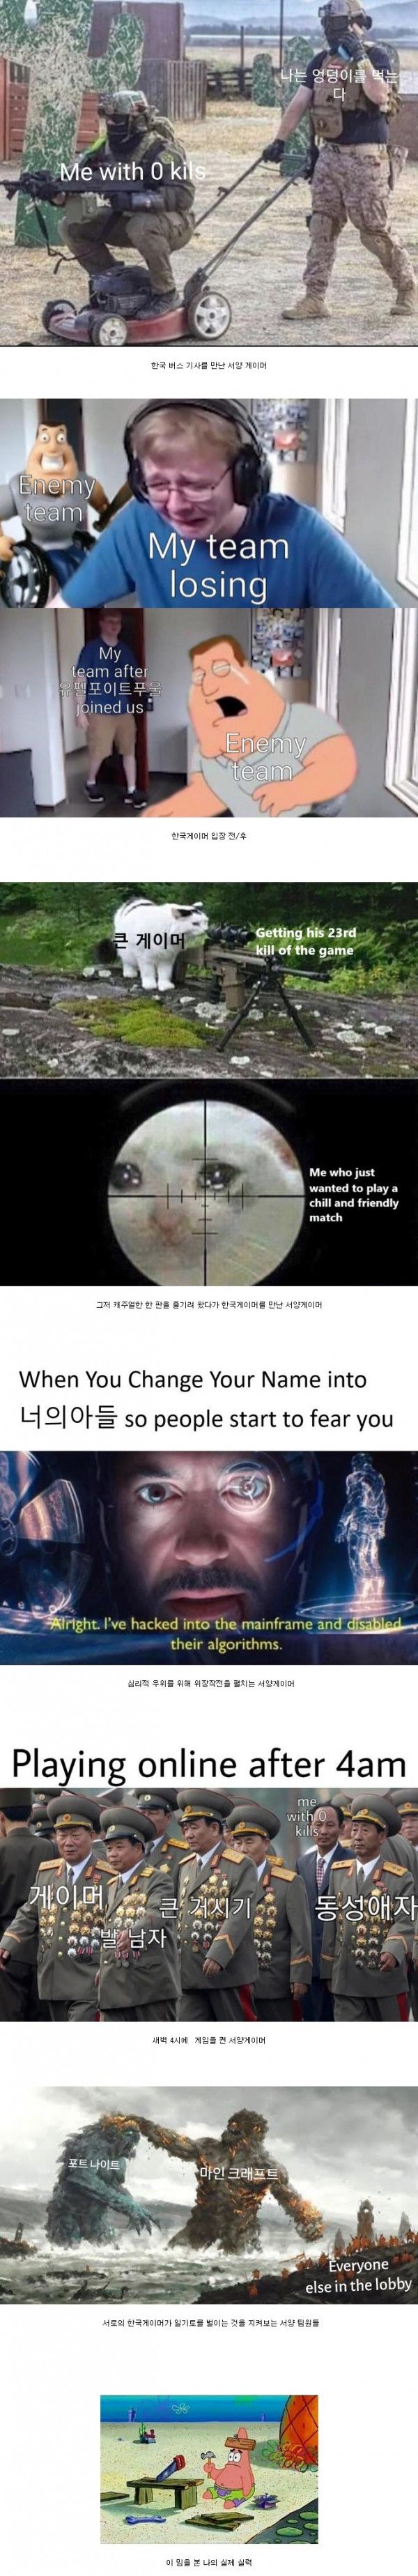 나는 엉덩이를 먹는
다
Me with 0 kils
한국 버스 기사를 만난 서양 게이머
Enemy
team
My team
losing
My
team after
joined us
Enemy
team
한국게이머 입장 전/후
큰 게이머
Getting his 23rd
kill of the game
Me who just
wanted to play a
chill and friendly
match
그저 캐주얼한 한 판을 즐기려 왔다가 한국게이머를 만난 서양게이머
When You Change Your Name into
너의아들 so people start to fear you
Alright. I've hacked into the mainframe and disabled
their algorithms.
심리적 우위를 위해 위장작전을 펼치는 서양게이머
Playing online after 4am
me
with 0
kills
게이머
발 남자
큰 거시기
동성애자
새벽 4시에 게임을 켠 서양게이머
포트나이트
마인크래프트
Everyone
else in the lobby
서로의 한국게이머가 일기토를 벌이는 것을 지켜보는 서양 팀원들
이 밈을 본 나의 실제 실력